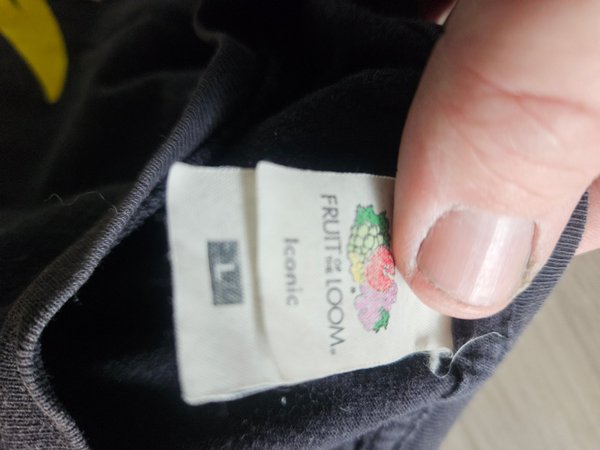 FRUIT
OF THE
LOOM®
Iconic
L